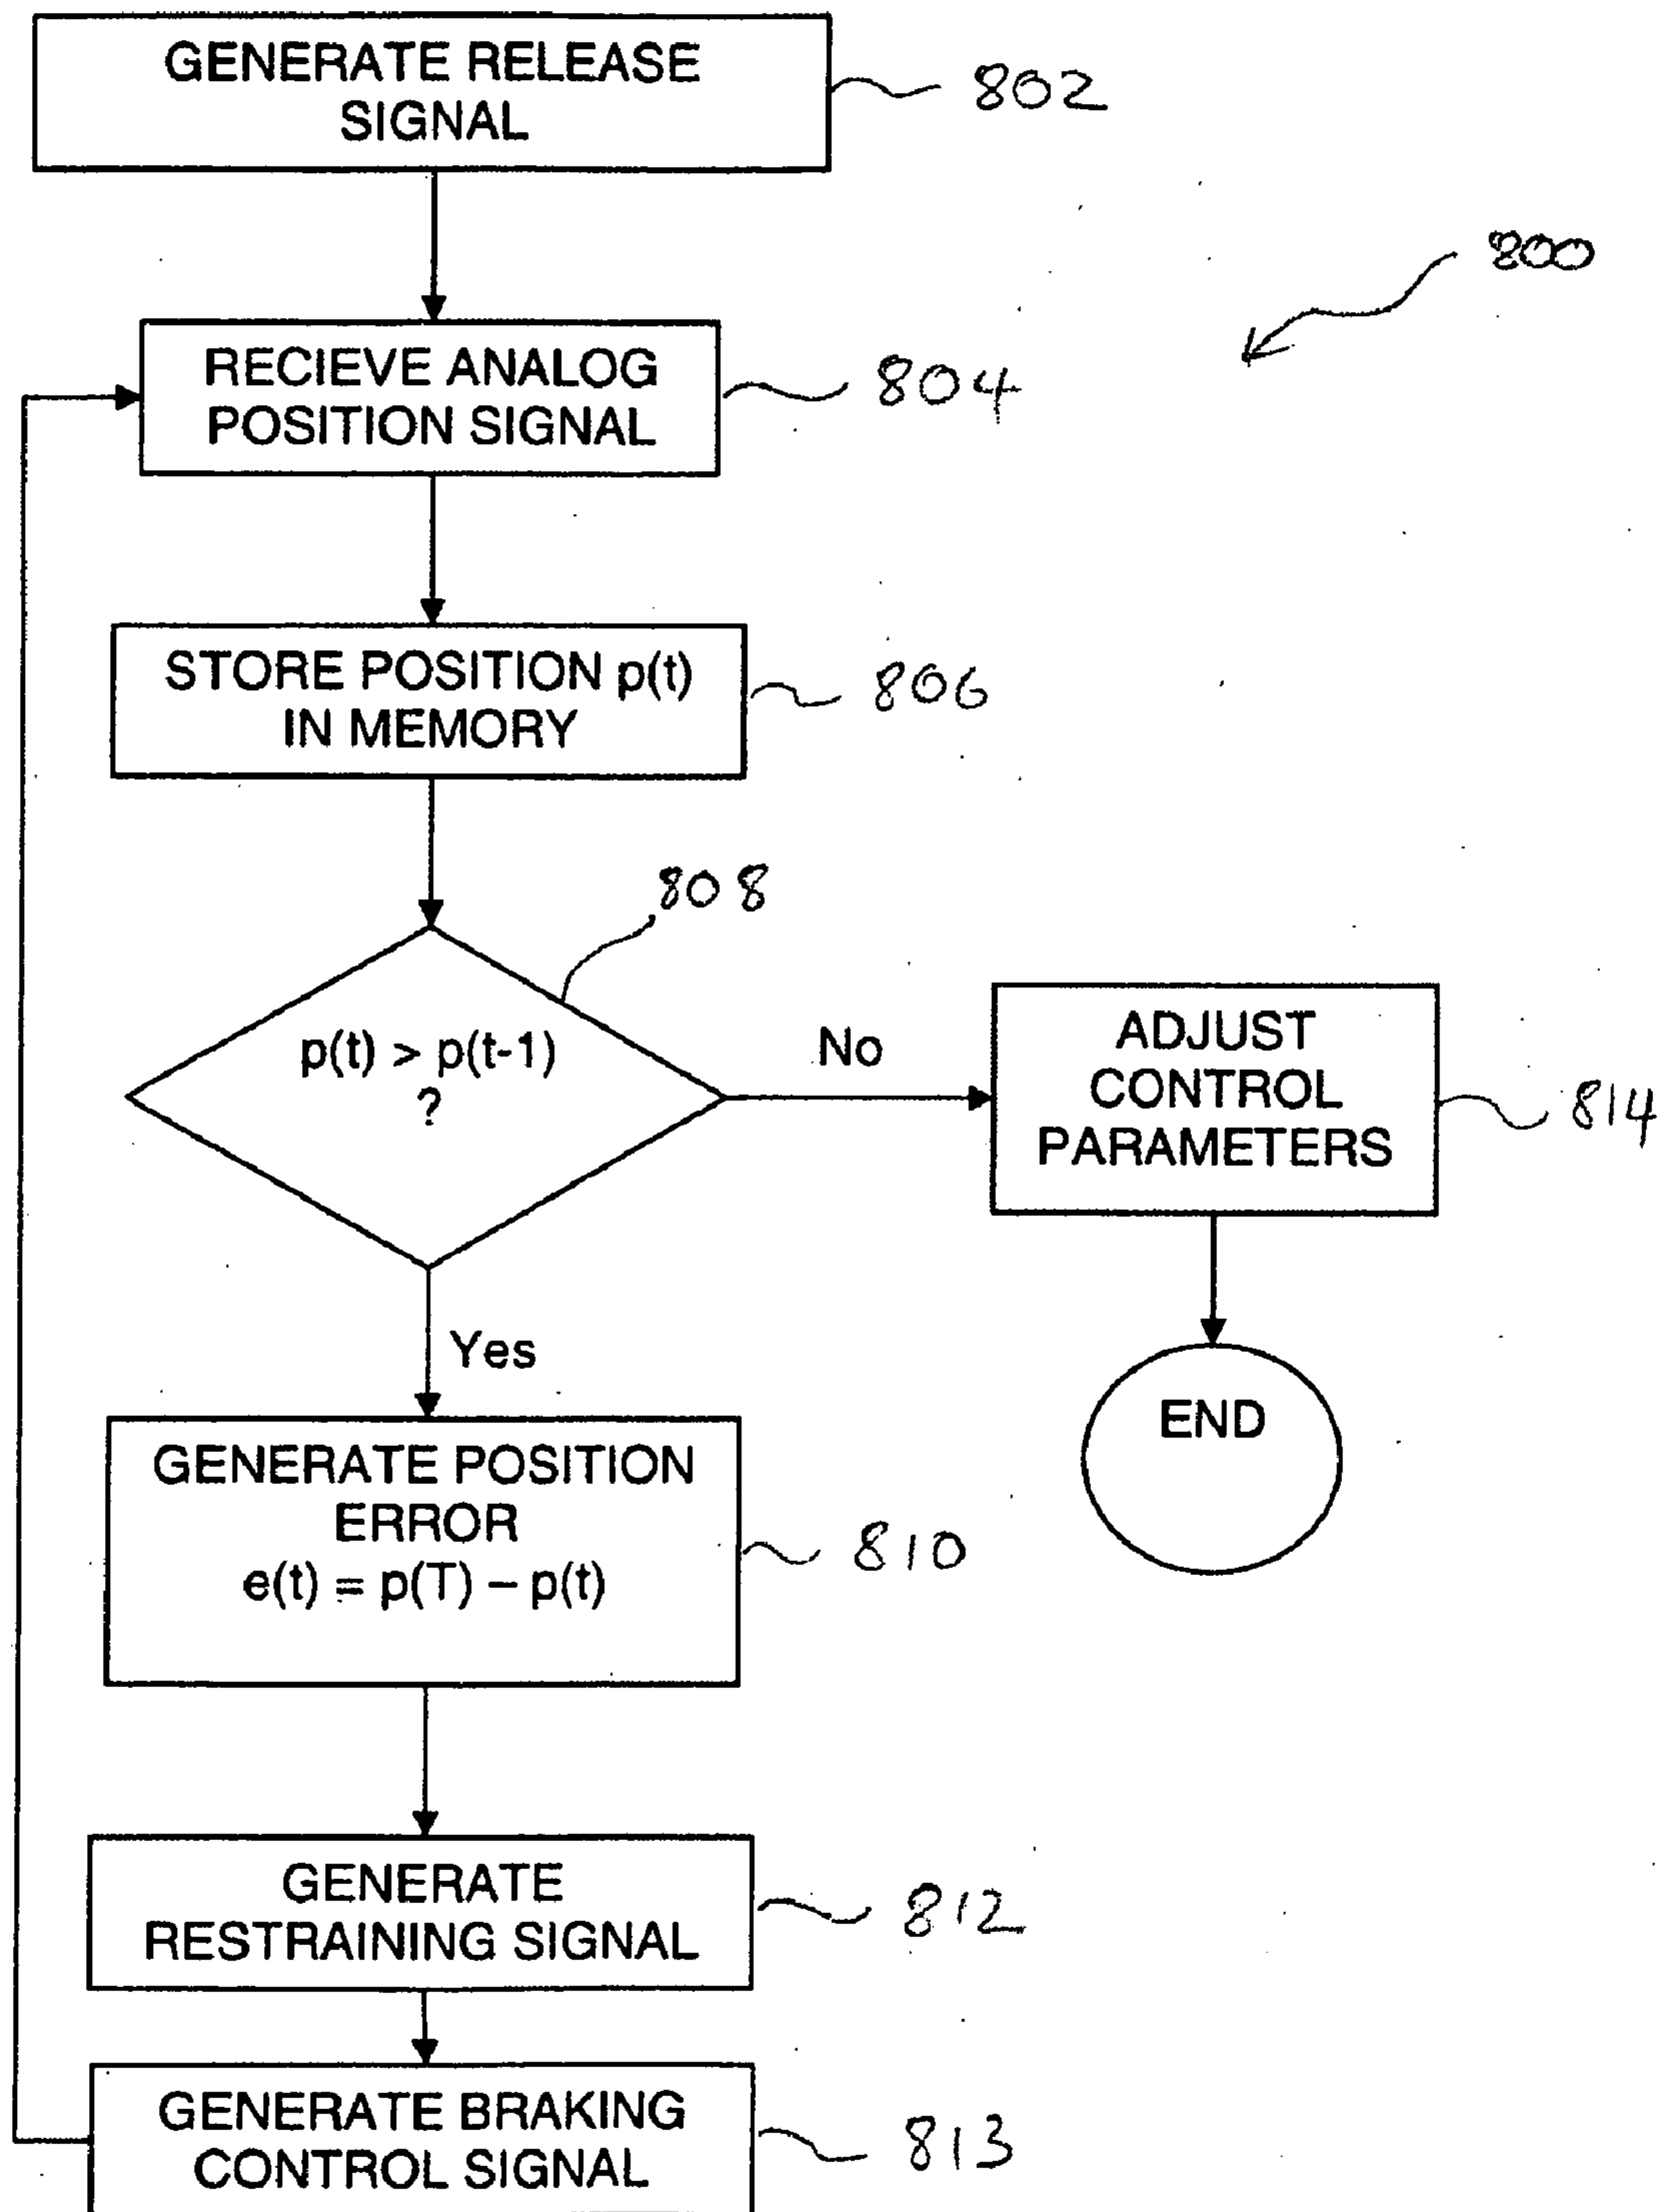 GENERATE RELEASE
SIGNAL
802
800
RECIEVE ANALOG
POSITION SIGNAL
804
STORE POSITION p(t)
IN MEMORY
806
808
p(t) > p(t-1)
?
No
ADJUST
CONTROL
PARAMETERS
814
Yes
END
GENERATE POSITION
ERROR
e(t) = p(T) – p(t)
810
GENERATE
RESTRAINING SIGNAL
812
GENERATE BRAKING
CONTROL SIGNAL
813